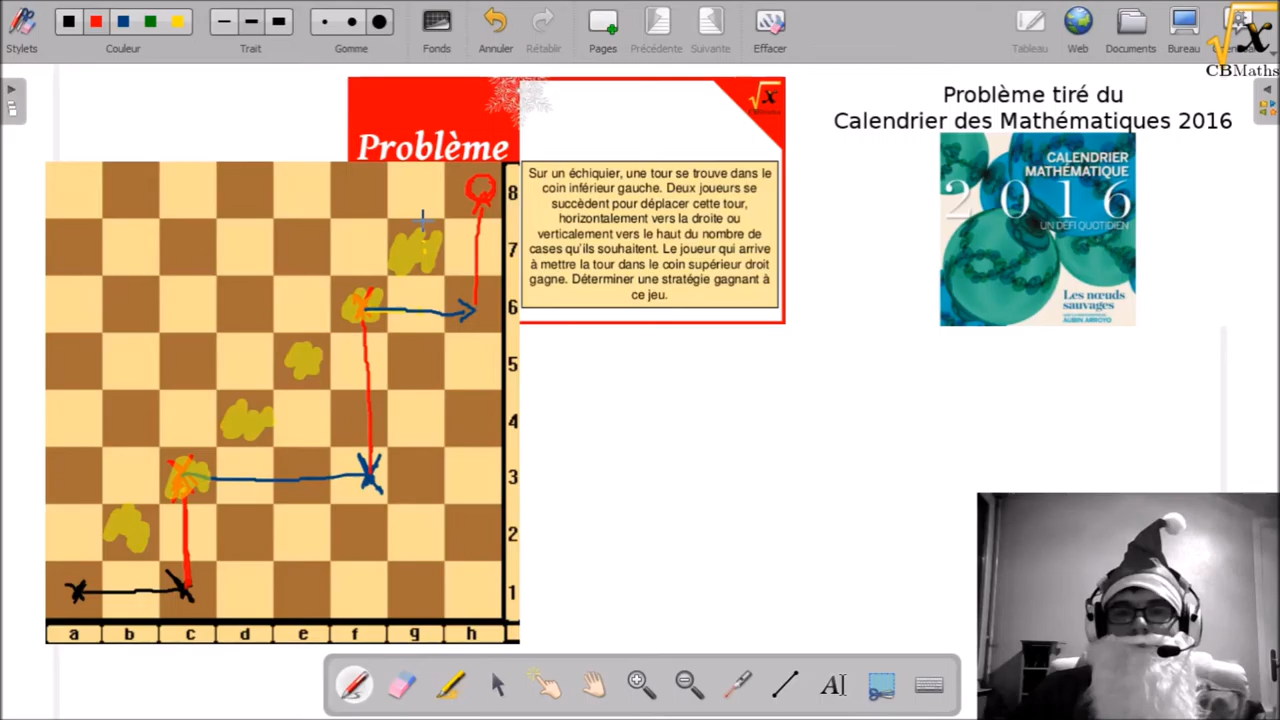 Stylets Couleur Trait Gomme Fonds Annuler Rétablir Pages Précédente Suivante Effacer Tableau Web Documents Bureau
x
CBMaths
Problème
Sur un échiquier, une tour se trouve dans le
coin inférieur gauche. Deux joueurs se
succèdent pour déplacer cette tour,
horizontalement vers la droite ou
verticalement vers le haut du nombre de
cases qu'ils souhaitent. Le joueur qui arrive
à mettre la tour dans le coin supérieur droit
gagne. Déterminer une stratégie gagnant à
ce jeu.
Problème tiré du
Calendrier des Mathématiques 2016
CALENDRIER
MATHÉMATIQUE
2016
UN DÉFI QUOTIDIEN
Les nœuds
sauvages
8
7
6
5
4
3
2
1
a b c d e f g h
AI